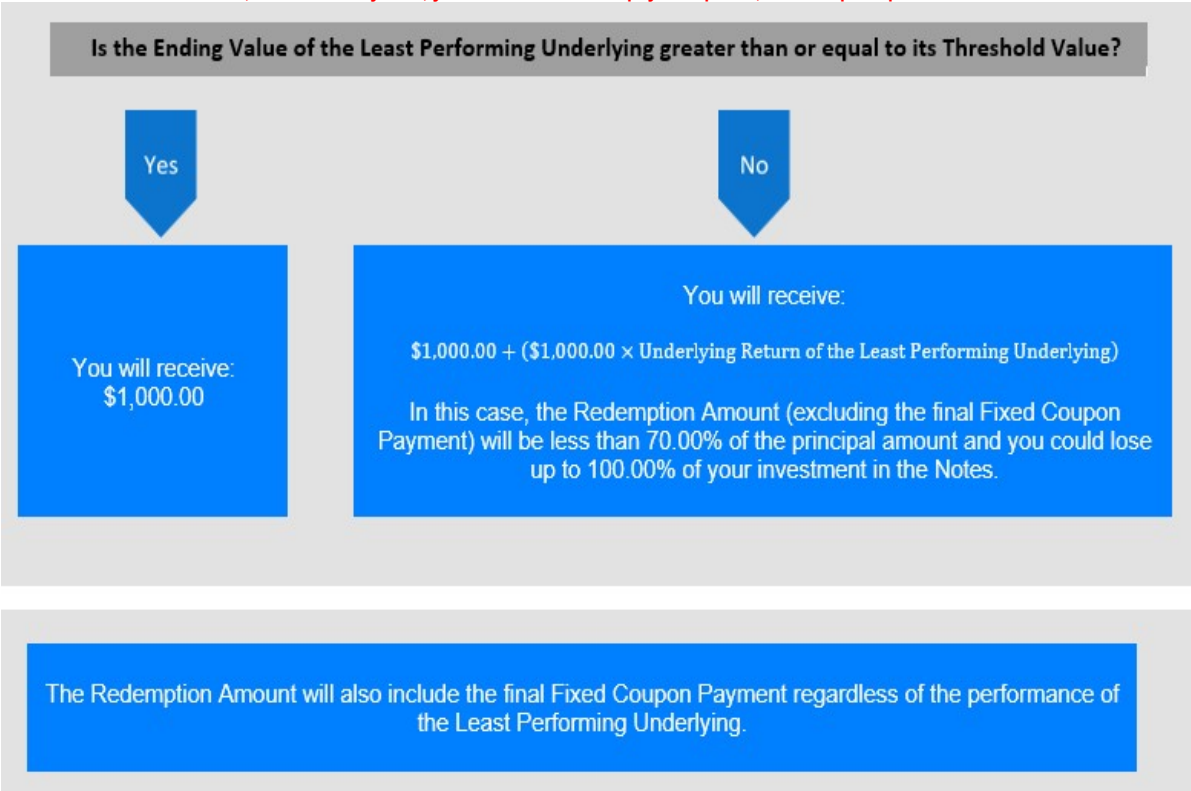 Is the Ending Value of the Least Performing Underlying greater than or equal to its Threshold Value?
Yes
No
You will receive:
$1,000.00
You will receive:
$1,000.00 + ($1,000.00 × Underlying Return of the Least Performing Underlying)
In this case, the Redemption Amount (excluding the final Fixed Coupon
Payment) will be less than 70.00% of the principal amount and you could lose
up to 100.00% of your investment in the Notes.
The Redemption Amount will also include the final Fixed Coupon Payment regardless of the performance of
the Least Performing Underlying.